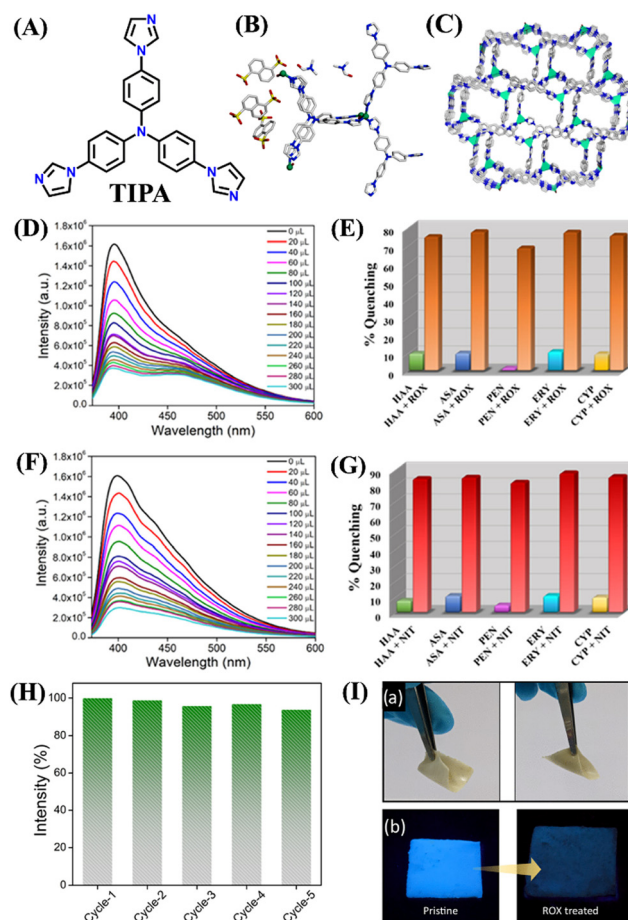 (A)
N
N
N
N
N
N
N
TIPA
(B)
(C)
(D)
Intensity (a.u.)
1.8x10⁶
1.6x10⁶
1.4x10⁶
1.2x10⁶
1.0x10⁶
8.0x10⁵
6.0x10⁵
4.0x10⁵
2.0x10⁵
0.0
400 450 500 550 600
Wavelength (nm)
0 μL
20 μL
40 μL
60 μL
80 μL
100 μL
120 μL
140 μL
160 μL
180 μL
200 μL
220 μL
240 μL
260 μL
280 μL
300 μL
(E)
% Quenching
80
70
60
50
40
30
20
10
0
HAA
HAA + ROX
ASA
ASA + ROX
PEN
PEN + ROX
ERY
ERY + ROX
CYP
CYP + ROX
(F)
Intensity (a.u.)
1.8x10⁶
1.6x10⁶
1.4x10⁶
1.2x10⁶
1.0x10⁶
8.0x10⁵
6.0x10⁵
4.0x10⁵
2.0x10⁵
0.0
400 450 500 550 600
Wavelength (nm)
0 μL
20 μL
40 μL
60 μL
80 μL
100 μL
120 μL
140 μL
160 μL
180 μL
200 μL
220 μL
240 μL
260 μL
280 μL
300 μL
(G)
% Quenching
90
80
70
60
50
40
30
20
10
0
HAA
HAA + NIT
ASA
ASA + NIT
PEN
PEN + NIT
ERY
ERY + NIT
CYP
CYP + NIT
(H)
Intensity (%)
100
80
60
40
20
0
Cycle-1
Cycle-2
Cycle-3
Cycle-4
Cycle-5
(I)
(a)
(b)
Pristine
ROX treated